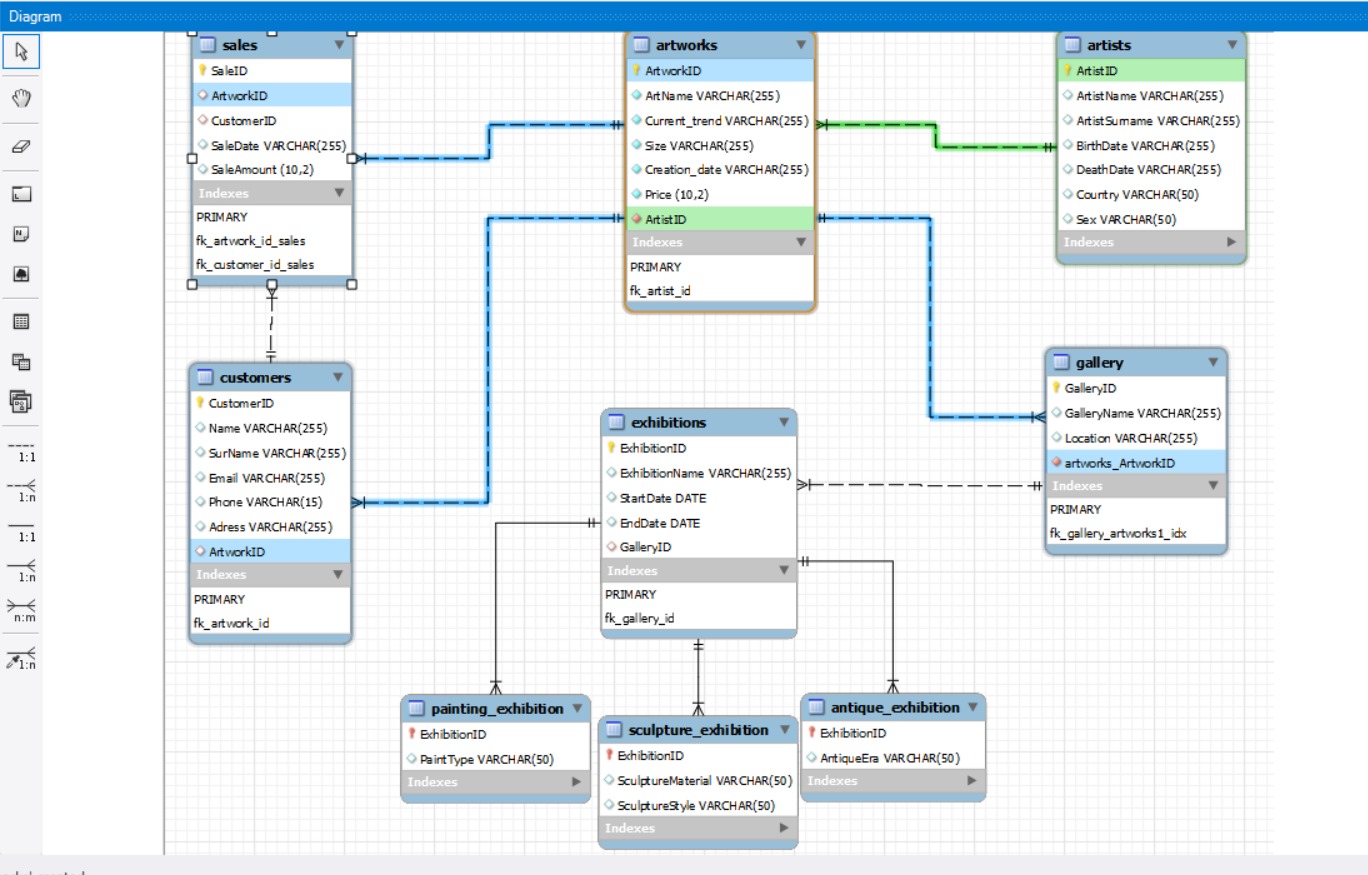 Diagram
sales
SaleID
ArtworkID
CustomerID
SaleDate VARCHAR(255)
SaleAmount (10,2)
Indexes
PRIMARY
fk_artwork_id_sales
fk_customer_id_sales
artworks
ArtworkID
ArtName VARCHAR(255)
Current_trend VARCHAR(255)
Size VARCHAR(255)
Creation_date VARCHAR(255)
Price (10,2)
ArtistID
Indexes
PRIMARY
fk_artist_id
artists
ArtistID
ArtistName VARCHAR(255)
ArtistSurname VARCHAR(255)
BirthDate VARCHAR(255)
DeathDate VARCHAR(255)
Country VARCHAR(50)
Sex VARCHAR(50)
Indexes
customers
CustomerID
Name VARCHAR(255)
SurName VARCHAR(255)
Email VARCHAR(255)
Phone VARCHAR(15)
Adress VARCHAR(255)
ArtworkID
Indexes
PRIMARY
fk_artwork_id
exhibitions
ExhibitionID
ExhibitionName VARCHAR(255)
StartDate DATE
EndDate DATE
GalleryID
Indexes
PRIMARY
fk_gallery_id
gallery
GalleryID
GalleryName VARCHAR(255)
Location VARCHAR(255)
artworks_ArtworkID
Indexes
PRIMARY
fk_gallery_artworks1_idx
painting_exhibition
ExhibitionID
PaintType VARCHAR(50)
Indexes
sculpture_exhibition
ExhibitionID
SculptureMaterial VARCHAR(50)
SculptureStyle VARCHAR(50)
Indexes
antique_exhibition
ExhibitionID
AntiqueEra VARCHAR(50)
Indexes
1:1
1:n
1:1
1:n
n:m
1:n